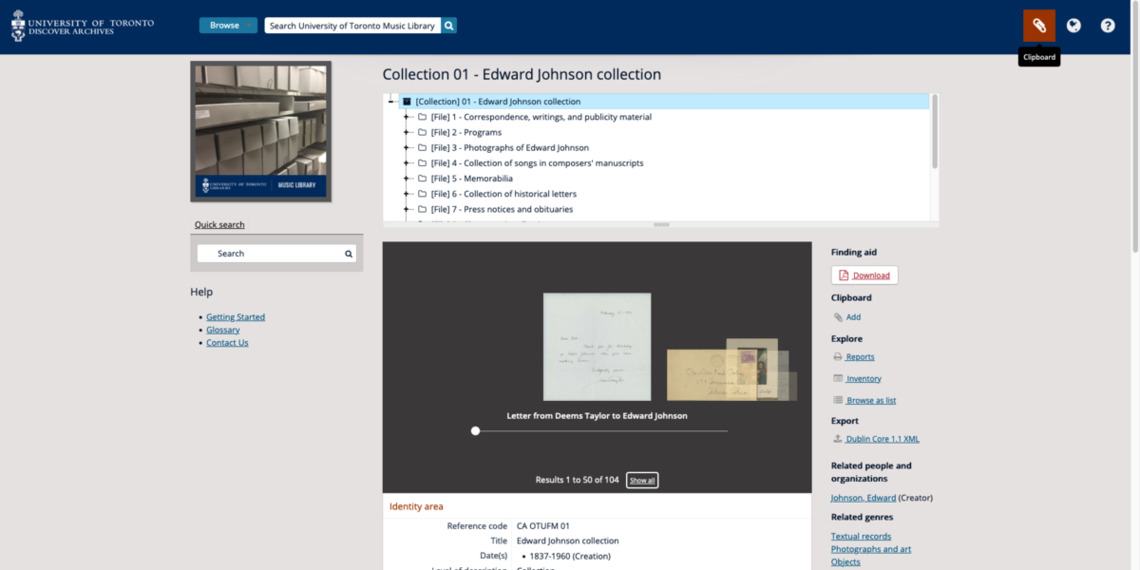 UNIVERSITY OF TORONTO
DISCOVER ARCHIVES
Browse
Search University of Toronto Music Library
Clipboard
UNIVERSITY OF TORONTO
LIBRARIES
MUSIC LIBRARY
Quick search
Search
Help
Getting Started
Glossary
Contact Us
Collection 01 - Edward Johnson collection
[Collection] 01 - Edward Johnson collection
[File] 1 - Correspondence, writings, and publicity material
[File] 2 - Programs
[File] 3 - Photographs of Edward Johnson
[File] 4 - Collection of songs in composers' manuscripts
[File] 5 - Memorabilia
[File] 6 - Collection of historical letters
[File] 7 - Press notices and obituaries
Letter from Deems Taylor to Edward Johnson
Results 1 to 50 of 104 Show all
Identity area
Reference code CA OTUFM 01
Title Edward Johnson collection
Date(s) • 1837-1960 (Creation)
Level of description Collection
Finding aid
Download
Clipboard
Add
Explore
Reports
Inventory
Browse as list
Export
Dublin Core 1.1 XML
Related people and
organizations
Johnson, Edward (Creator)
Related genres
Textual records
Photographs and art
Objects